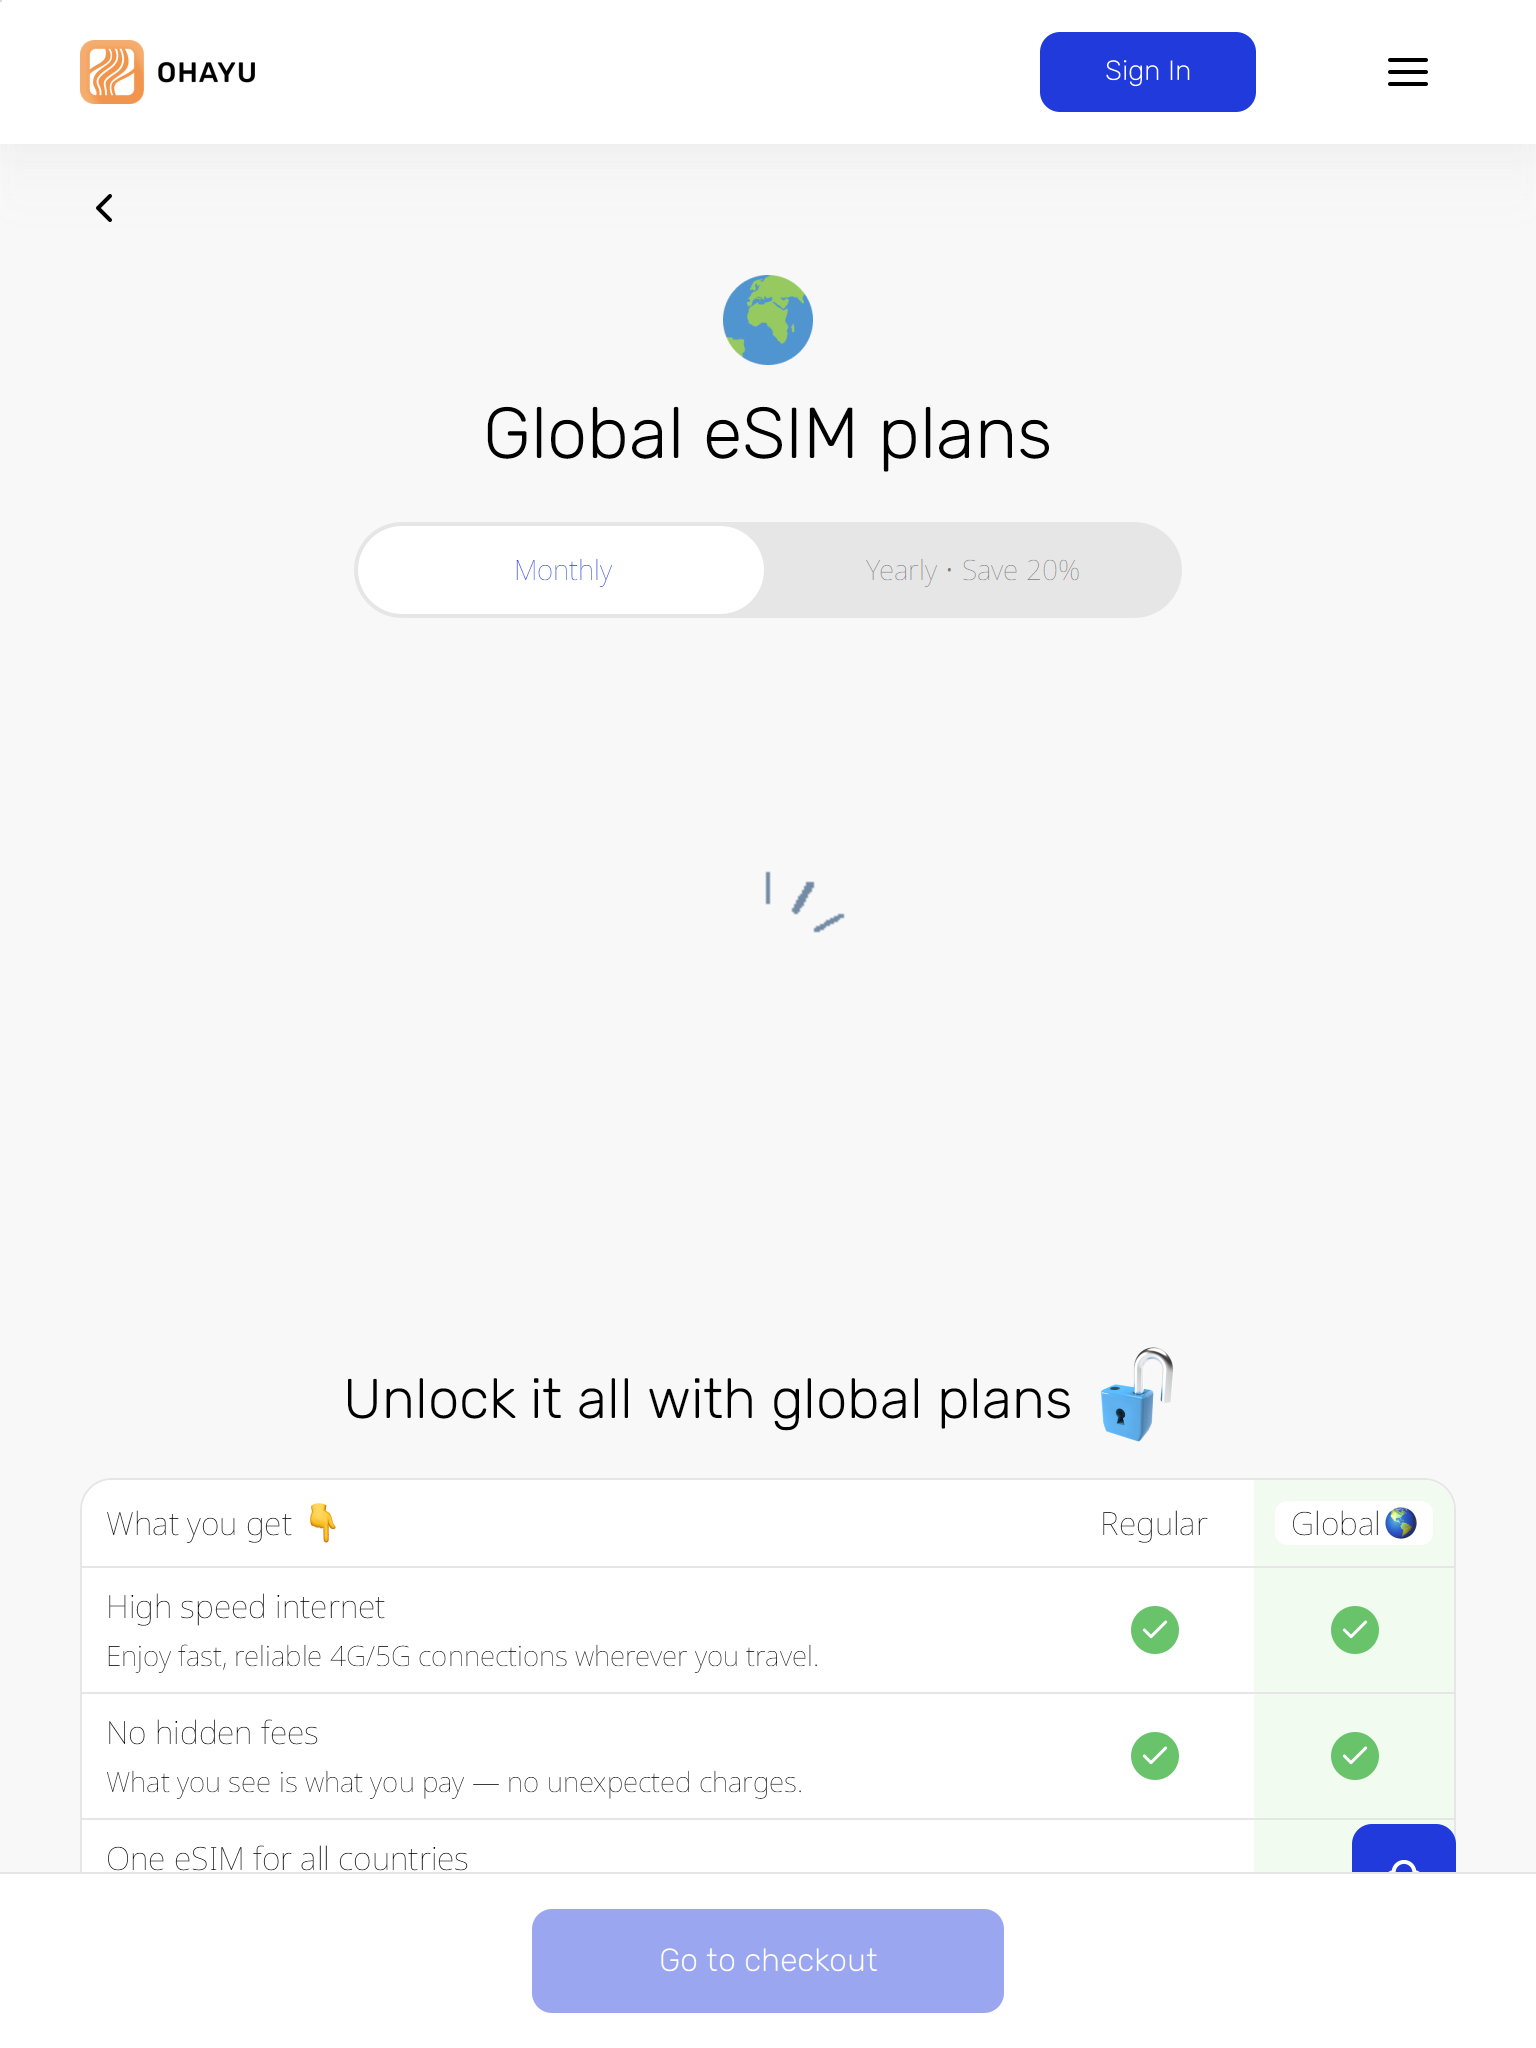 OHAYU
Sign In
Global eSIM plans
Monthly
Yearly • Save 20%
Unlock it all with global plans
What you get
Regular
Global
High speed internet
Enjoy fast, reliable 4G/5G connections wherever you travel.
No hidden fees
What you see is what you pay — no unexpected charges.
One eSIM for all countries
Go to checkout